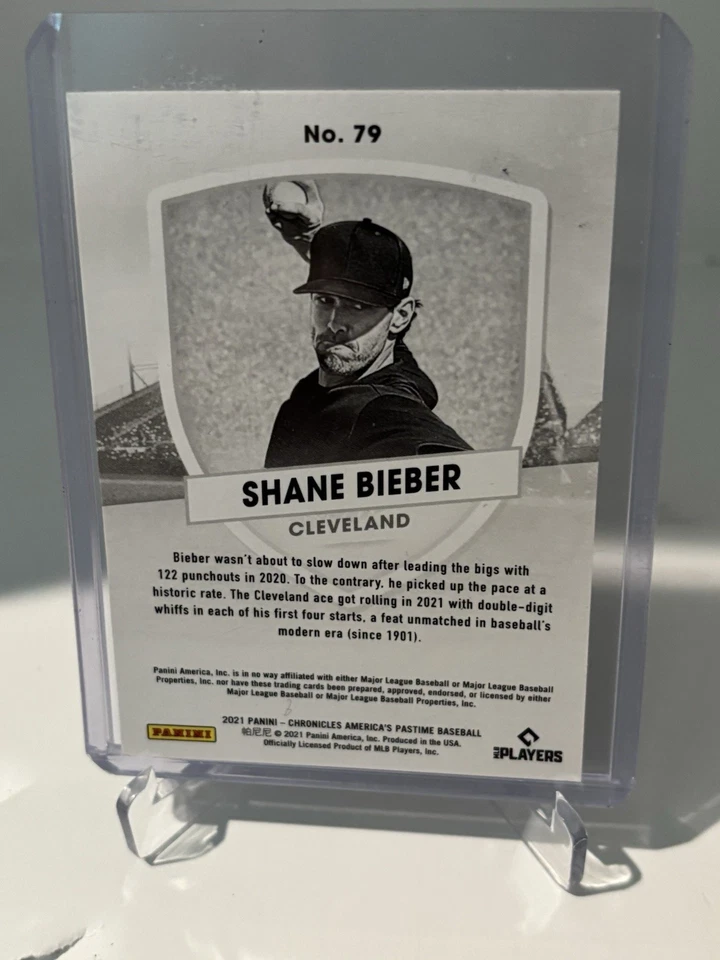 No. 79
SHANE BIEBER
CLEVELAND
Bieber wasn't about to slow down after leading the bigs with
122 punchouts in 2020. To the contrary, he picked up the pace at a
historic rate. The Cleveland ace got rolling in 2021 with double-digit
whiffs in each of his first four starts, a feat unmatched in baseball's
modern era (since 1901).
Panini America, Inc. is in no way affiliated with either Major League Baseball or Major League Baseball
Properties, Inc. nor have these trading cards been prepared, approved, endorsed, or licensed by either
Major League Baseball or Major League Baseball Properties, Inc.
2021 PANINI – CHRONICLES AMERICA'S PASTIME BASEBALL
帕尼尼 © 2021 Panini America, Inc. Produced in the USA.
Officially Licensed Product of MLB Players, Inc.
PANINI
MLB PLAYERS